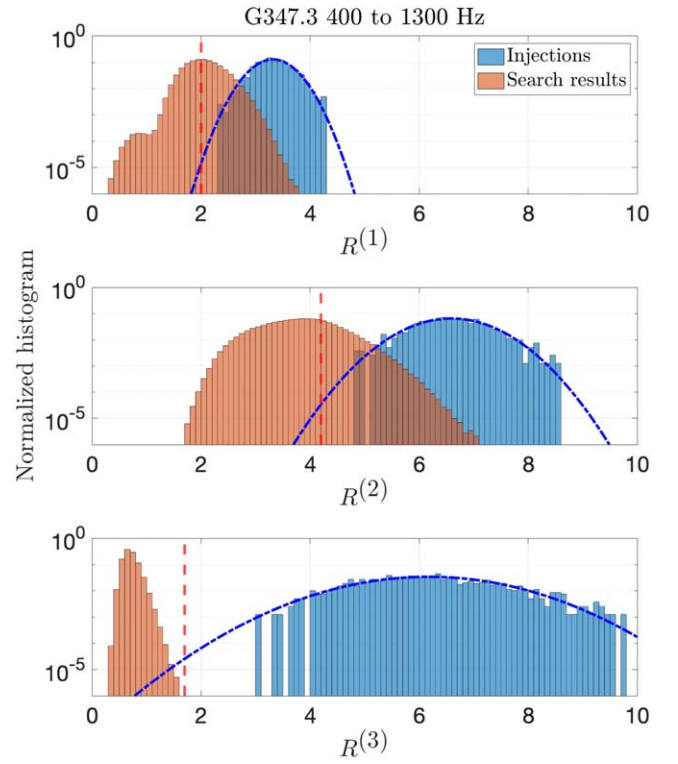 G347.3 400 to 1300 Hz
10^0
10^-5
Injections
Search results
0 2 4 6 8 10
R^(1)
Normalized histogram
10^0
10^-5
0 2 4 6 8 10
R^(2)
10^0
10^-5
0 2 4 6 8 10
R^(3)